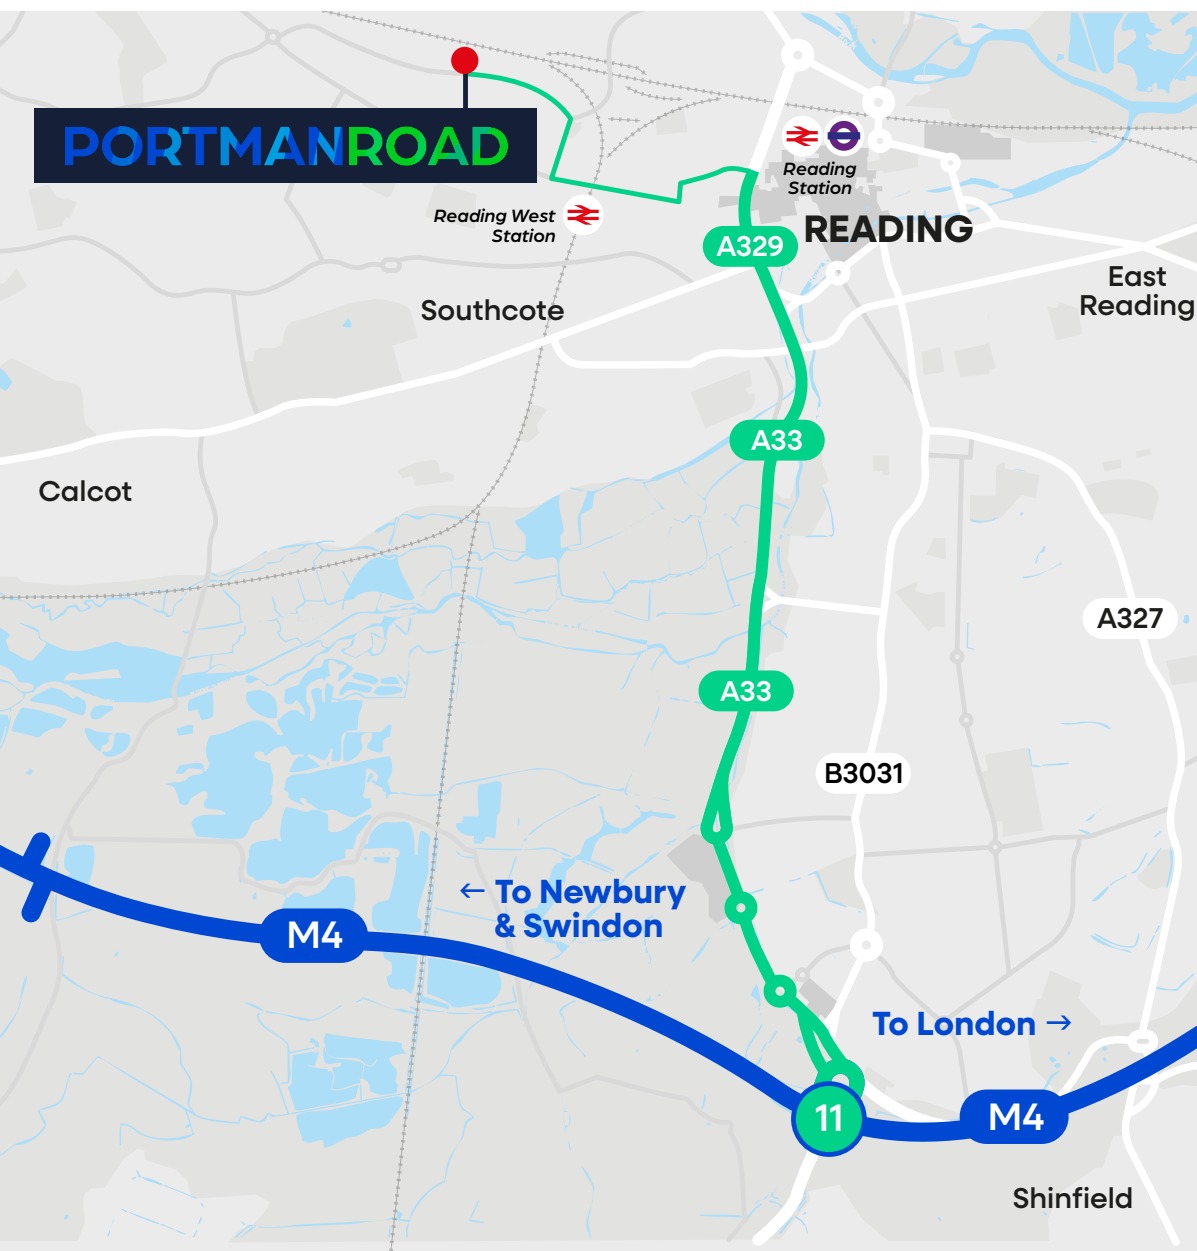 PORTMANROAD
Reading
Station
Reading West
Station
READING
A329
East
Reading
Southcote
A33
Calcot
A327
A33
B3031
← To Newbury
& Swindon
M4
To London →
11
M4
Shinfield